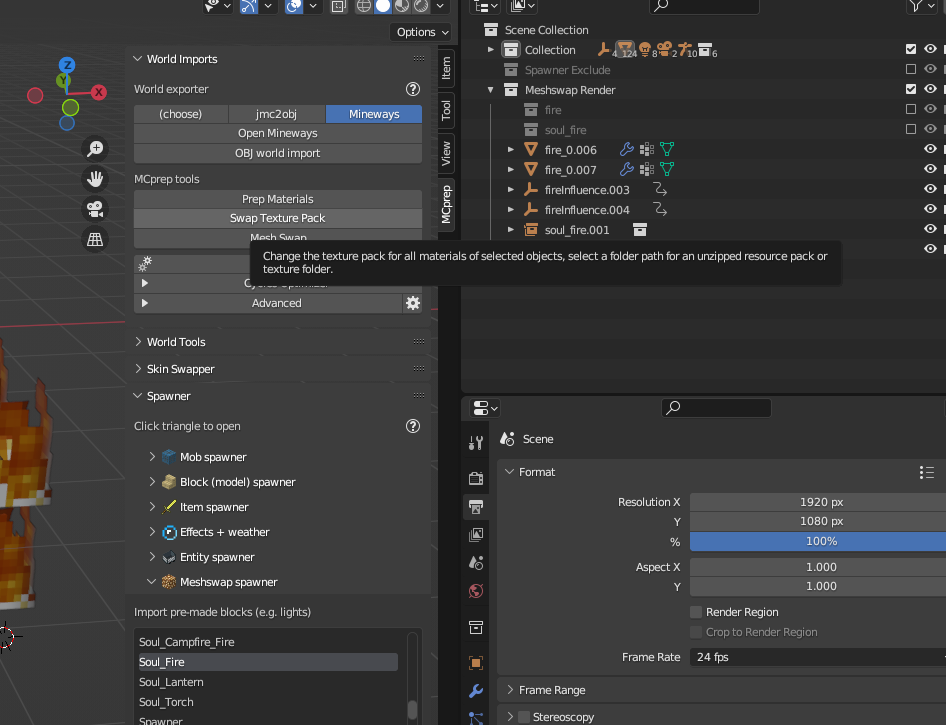 Options
World Imports
World exporter
(choose)
jmc2obj
Mineways
Open Mineways
OBJ world import
MCprep tools
Prep Materials
Swap Texture Pack
Mesh Swap
Change the texture pack for all materials of selected objects, select a folder path for an unzipped resource pack or
texture folder.
Advanced
World Tools
Skin Swapper
Spawner
Click triangle to open
Mob spawner
Block (model) spawner
Item spawner
Effects + weather
Entity spawner
Meshswap spawner
Import pre-made blocks (e.g. lights)
Soul_Campfire_Fire
Soul_Fire
Soul_Lantern
Soul_Torch
Spawner
Z
Y
X
Item
Tool
View
MCprep
Scene Collection
Collection
4
124
8
2
10
6
Spawner Exclude
Meshswap Render
fire
soul_fire
fire_0.006
fire_0.007
fireInfluence.003
fireInfluence.004
soul_fire.001
Scene
Format
Resolution X
1920 px
Y
1080 px
%
100%
Aspect X
1.000
Y
1.000
Render Region
Crop to Render Region
Frame Rate
24 fps
Frame Range
Stereoscopy